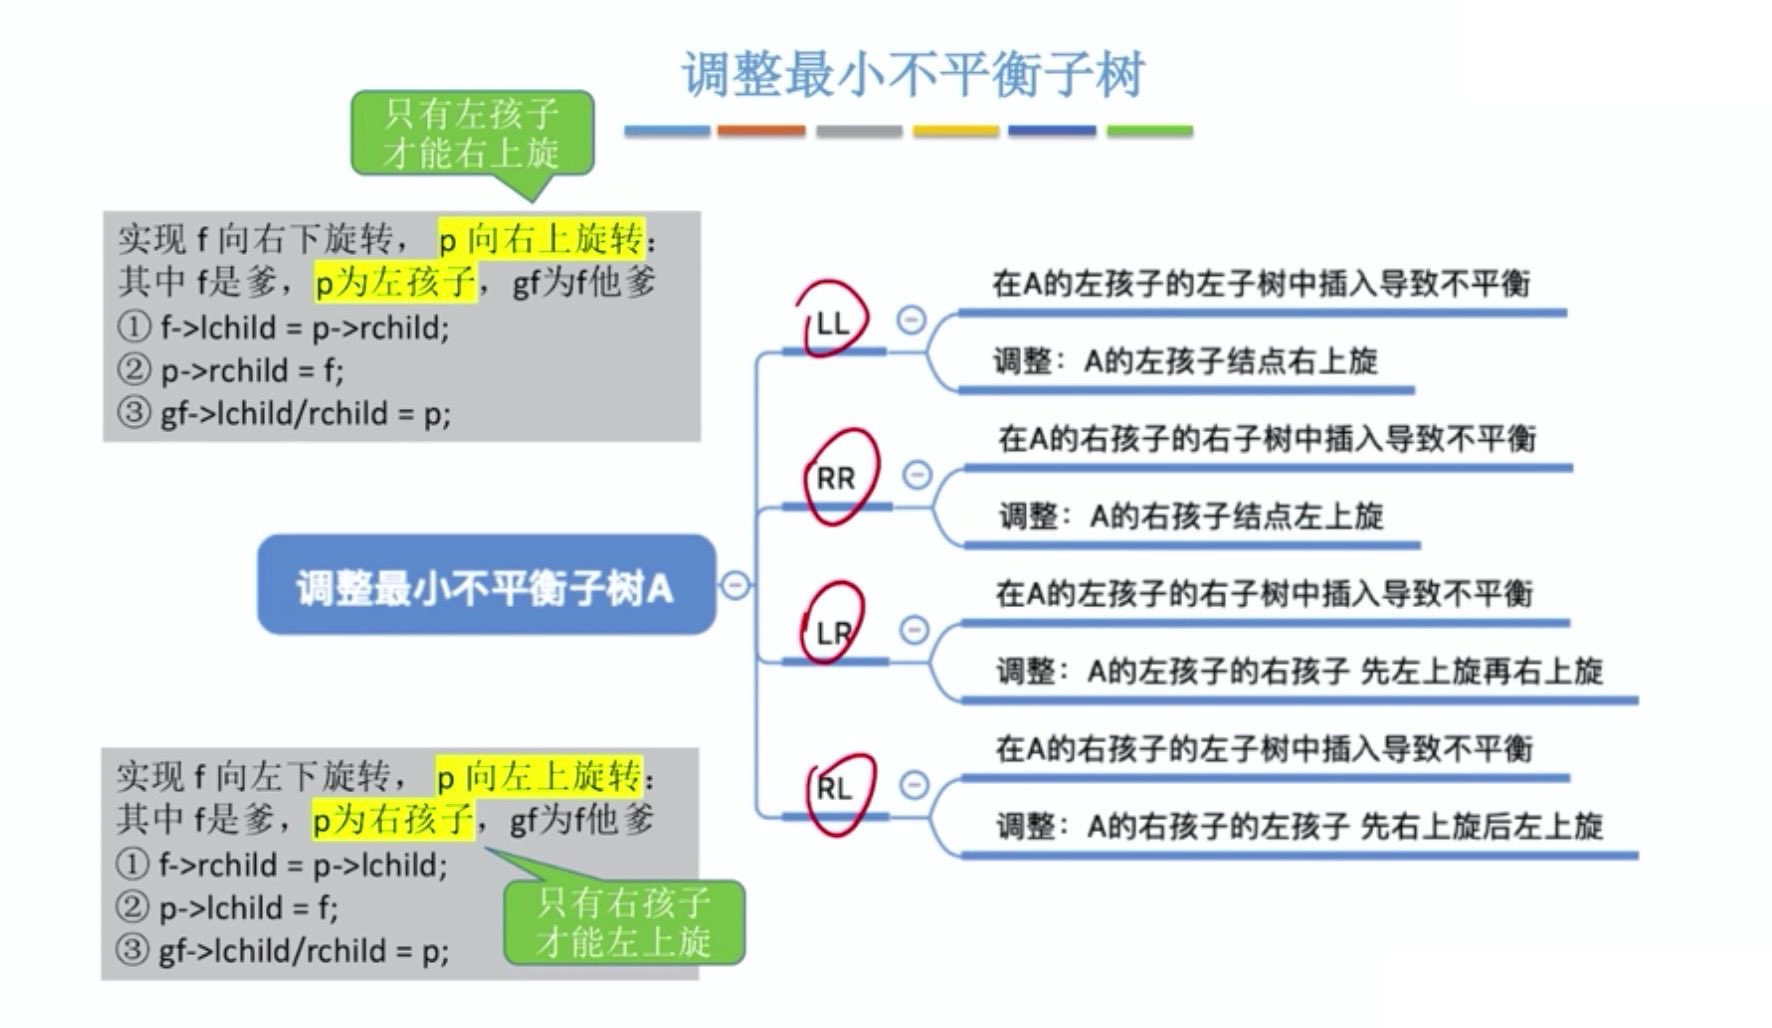 调整最小不平衡子树
只有左孩子
才能右上旋
实现 f 向右下旋转， p 向右上旋转：
其中 f是爹，p为左孩子，gf为f他爹
① f->lchild = p->rchild;
② p->rchild = f;
③ gf->lchild/rchild = p;
调整最小不平衡子树A
LL
在A的左孩子的左子树中插入导致不平衡
调整：A的左孩子结点右上旋
RR
在A的右孩子的右子树中插入导致不平衡
调整：A的右孩子结点左上旋
LR
在A的左孩子的右子树中插入导致不平衡
调整：A的左孩子的右孩子 先左上旋再右上旋
RL
在A的右孩子的左子树中插入导致不平衡
调整：A的右孩子的左孩子 先右上旋后左上旋
实现 f 向左下旋转， p 向左上旋转：
其中 f是爹，p为右孩子，gf为f他爹
① f->rchild = p->lchild;
② p->lchild = f;
③ gf->lchild/rchild = p;
只有右孩子
才能左上旋